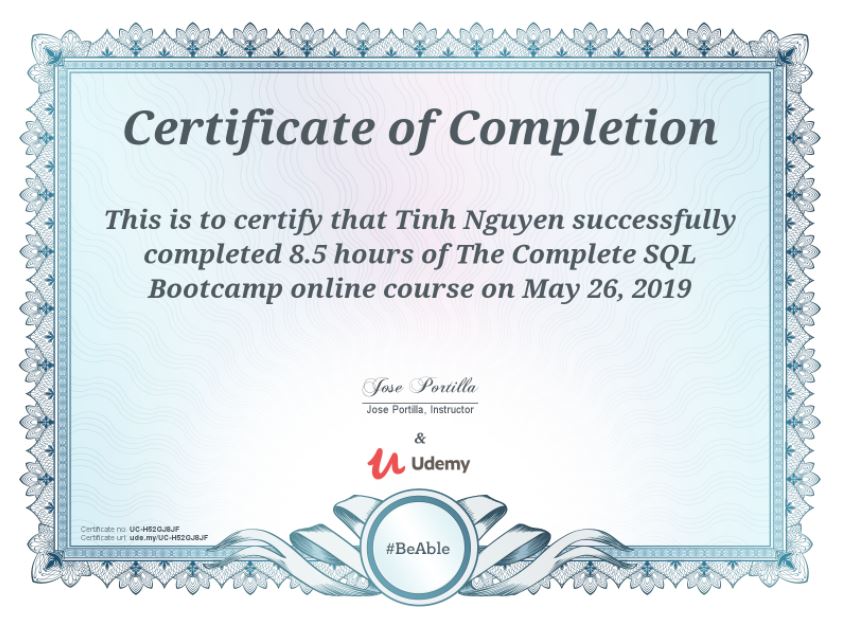 Certificate of Completion
This is to certify that Tinh Nguyen successfully
completed 8.5 hours of The Complete SQL
Bootcamp online course on May 26, 2019
Jose Portilla
Jose Portilla, Instructor
&
Udemy
Certificate no: UC-H52GJ8JF
Certificate url: ude.my/UC-H52GJ8JF
#BeAble